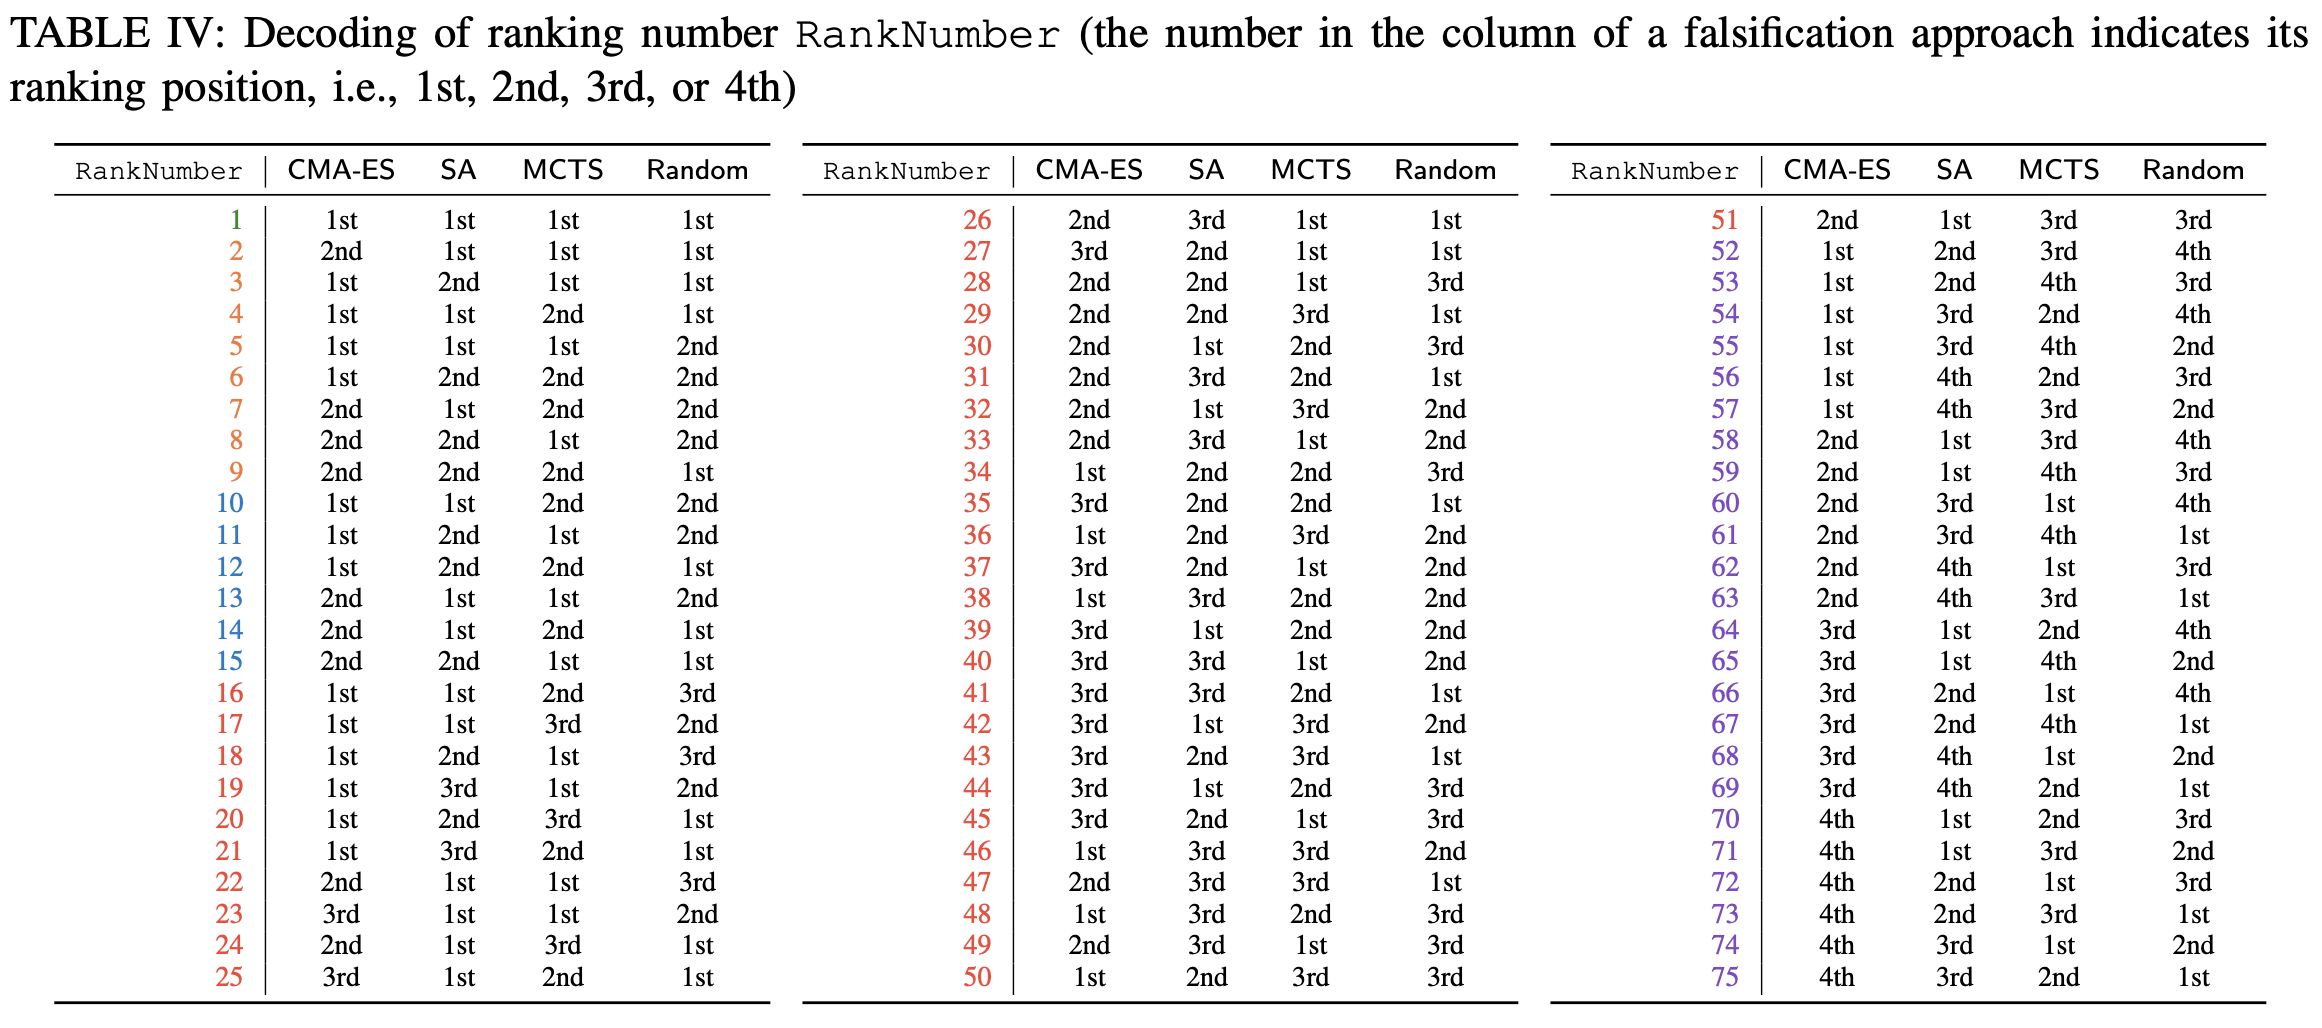 TABLE IV: Decoding of ranking number RankNumber (the number in the column of a falsification approach indicates its
ranking position, i.e., 1st, 2nd, 3rd, or 4th)
RankNumber CMA-ES SA MCTS Random
1 1st 1st 1st 1st
2 2nd 1st 1st 1st
3 1st 2nd 1st 1st
4 1st 1st 2nd 1st
5 1st 1st 1st 2nd
6 1st 2nd 2nd 2nd
7 2nd 1st 2nd 2nd
8 2nd 2nd 1st 2nd
9 2nd 2nd 2nd 1st
10 1st 1st 2nd 2nd
11 1st 2nd 1st 2nd
12 1st 2nd 2nd 1st
13 2nd 1st 1st 2nd
14 2nd 1st 2nd 1st
15 2nd 2nd 1st 1st
16 1st 1st 2nd 3rd
17 1st 1st 3rd 2nd
18 1st 2nd 1st 3rd
19 1st 3rd 1st 2nd
20 1st 2nd 3rd 1st
21 1st 3rd 2nd 1st
22 2nd 1st 1st 3rd
23 3rd 1st 1st 2nd
24 2nd 1st 3rd 1st
25 3rd 1st 2nd 1st
RankNumber CMA-ES SA MCTS Random
26 2nd 3rd 1st 1st
27 3rd 2nd 1st 1st
28 2nd 2nd 1st 3rd
29 2nd 2nd 3rd 1st
30 2nd 1st 2nd 3rd
31 2nd 3rd 2nd 1st
32 2nd 1st 3rd 2nd
33 2nd 3rd 1st 2nd
34 1st 2nd 2nd 3rd
35 3rd 2nd 2nd 1st
36 1st 2nd 3rd 2nd
37 3rd 2nd 1st 2nd
38 1st 3rd 2nd 2nd
39 3rd 1st 2nd 2nd
40 3rd 3rd 1st 2nd
41 3rd 3rd 2nd 1st
42 3rd 1st 3rd 2nd
43 3rd 2nd 3rd 1st
44 3rd 1st 2nd 3rd
45 3rd 2nd 1st 3rd
46 1st 3rd 3rd 2nd
47 2nd 3rd 3rd 1st
48 1st 3rd 2nd 3rd
49 2nd 3rd 1st 3rd
50 1st 2nd 3rd 3rd
RankNumber CMA-ES SA MCTS Random
51 2nd 1st 3rd 3rd
52 1st 2nd 3rd 4th
53 1st 2nd 4th 3rd
54 1st 3rd 2nd 4th
55 1st 3rd 4th 2nd
56 1st 4th 2nd 3rd
57 1st 4th 3rd 2nd
58 2nd 1st 3rd 4th
59 2nd 1st 4th 3rd
60 2nd 3rd 1st 4th
61 2nd 3rd 4th 1st
62 2nd 4th 1st 3rd
63 2nd 4th 3rd 1st
64 3rd 1st 2nd 4th
65 3rd 1st 4th 2nd
66 3rd 2nd 1st 4th
67 3rd 2nd 4th 1st
68 3rd 4th 1st 2nd
69 3rd 4th 2nd 1st
70 4th 1st 2nd 3rd
71 4th 1st 3rd 2nd
72 4th 2nd 1st 3rd
73 4th 2nd 3rd 1st
74 4th 3rd 1st 2nd
75 4th 3rd 2nd 1st